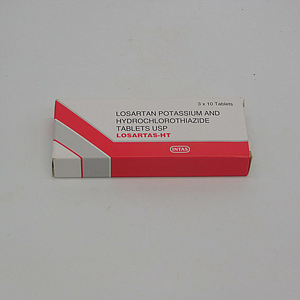 3 x 10 Tablets
LOSARTAN POTASSIUM AND
HYDROCHLOROTHIAZIDE
TABLETS USP
LOSARTAS-HT
INTAS